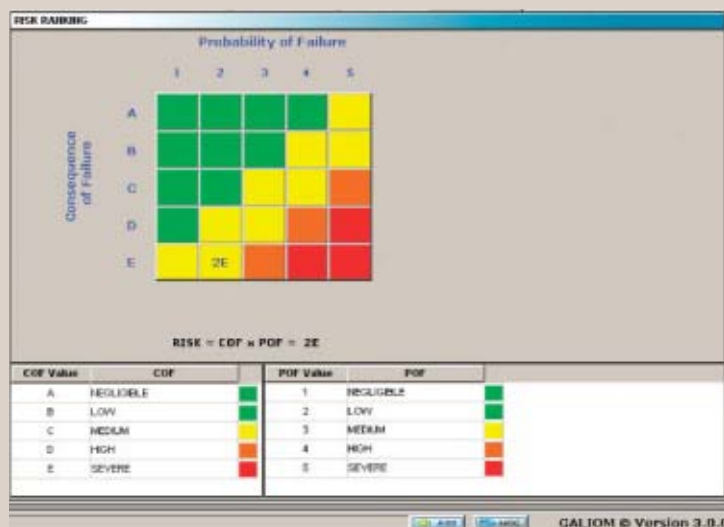 RISK RANKING
Probability of Failure
1 2 3 4 5
Consequence
of Failure
A
B
C
D
E 2E
RISK = COF x POF = 2E
COF Value COF POF Value POF
A NEGLIGIBLE 1 NEGLIGIBLE
B LOW 2 LOW
C MEDIUM 3 MEDIUM
D HIGH 4 HIGH
E SEVERE 5 SEVERE
GALIOM © Version 3.0.